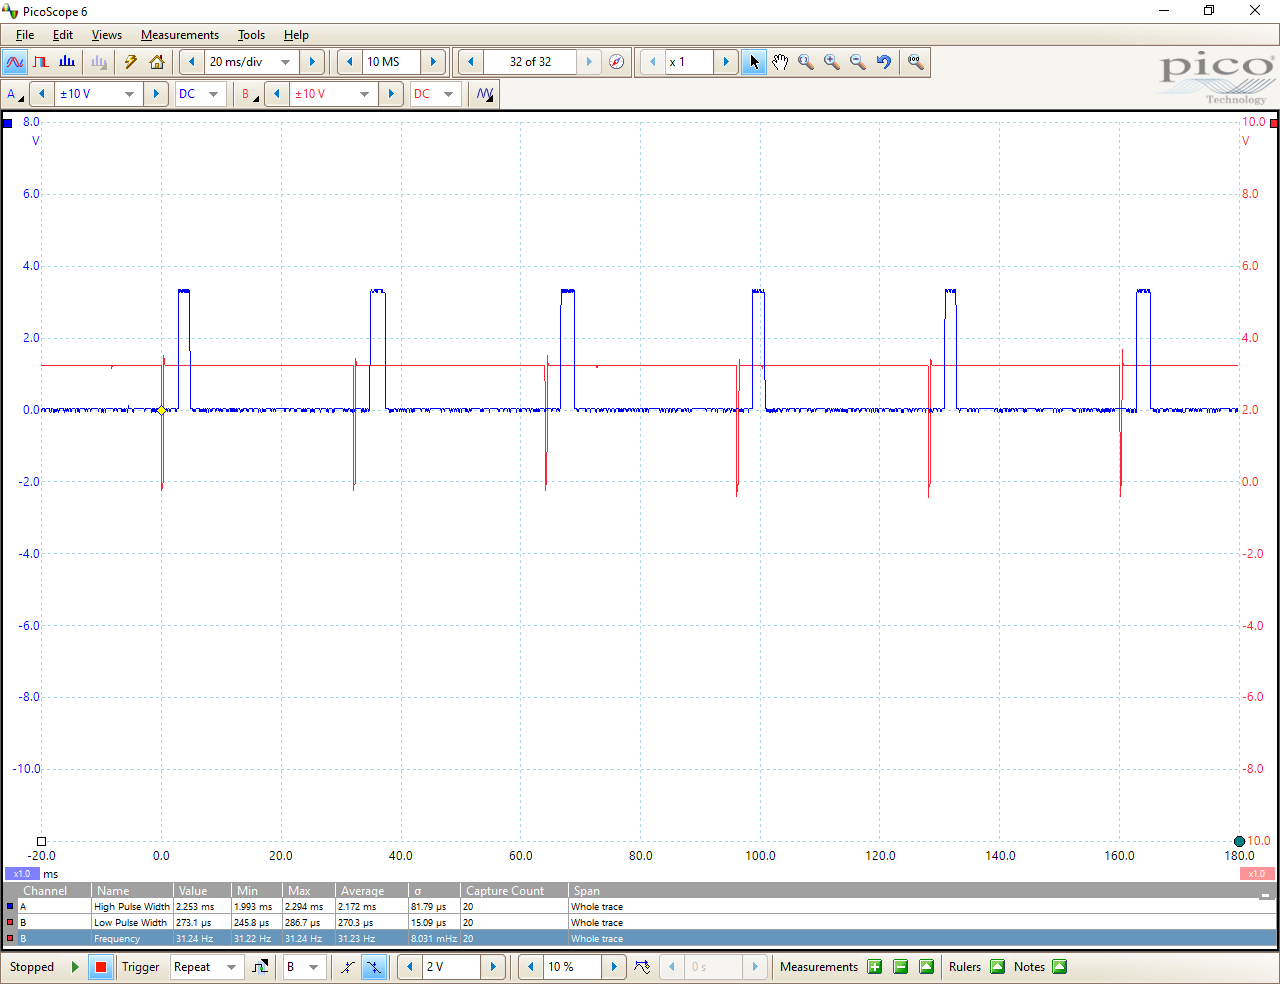 PicoScope 6
File Edit Views Measurements Tools Help
20 ms/div 10 MS 32 of 32 x 1
pico
Technology
A ±10 V DC B ±10 V DC
8.0 10.0
V V
6.0 8.0
4.0 6.0
2.0 4.0
0.0 2.0
-2.0 0.0
-4.0 -2.0
-6.0 -4.0
-8.0 -6.0
-10.0 -8.0
10.0
-20.0 0.0 20.0 40.0 60.0 80.0 100.0 120.0 140.0 160.0 180.0
x1.0 ms x1.0
Channel Name Value Min Max Average σ Capture Count Span
A High Pulse Width 2.253 ms 1.993 ms 2.294 ms 2.172 ms 81.79 µs 20 Whole trace
B Low Pulse Width 273.1 µs 245.8 µs 286.7 µs 270.3 µs 15.09 µs 20 Whole trace
B Frequency 31.24 Hz 31.22 Hz 31.24 Hz 31.23 Hz 8.031 mHz 20 Whole trace
Stopped Trigger Repeat B 2 V 10 % 0 s Measurements Rulers Notes